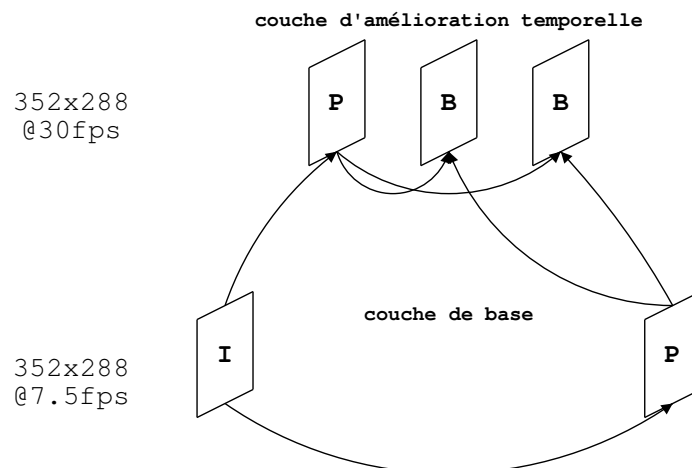 couche d'amélioration temporelle
352x288
@30fps
P B B
couche de base
I P
352x288
@7.5fps